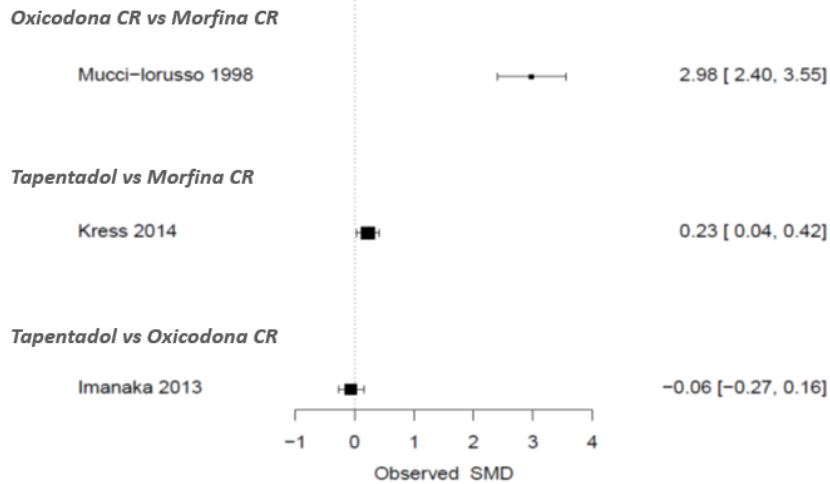 Oxicodona CR vs Morfina CR
Mucci−Iorusso 1998 2.98 [ 2.40, 3.55]
Tapentadol vs Morfina CR
Kress 2014 0.23 [ 0.04, 0.42]
Tapentadol vs Oxicodona CR
Imanaka 2013 −0.06 [−0.27, 0.16]
−1 0 1 2 3 4
Observed SMD